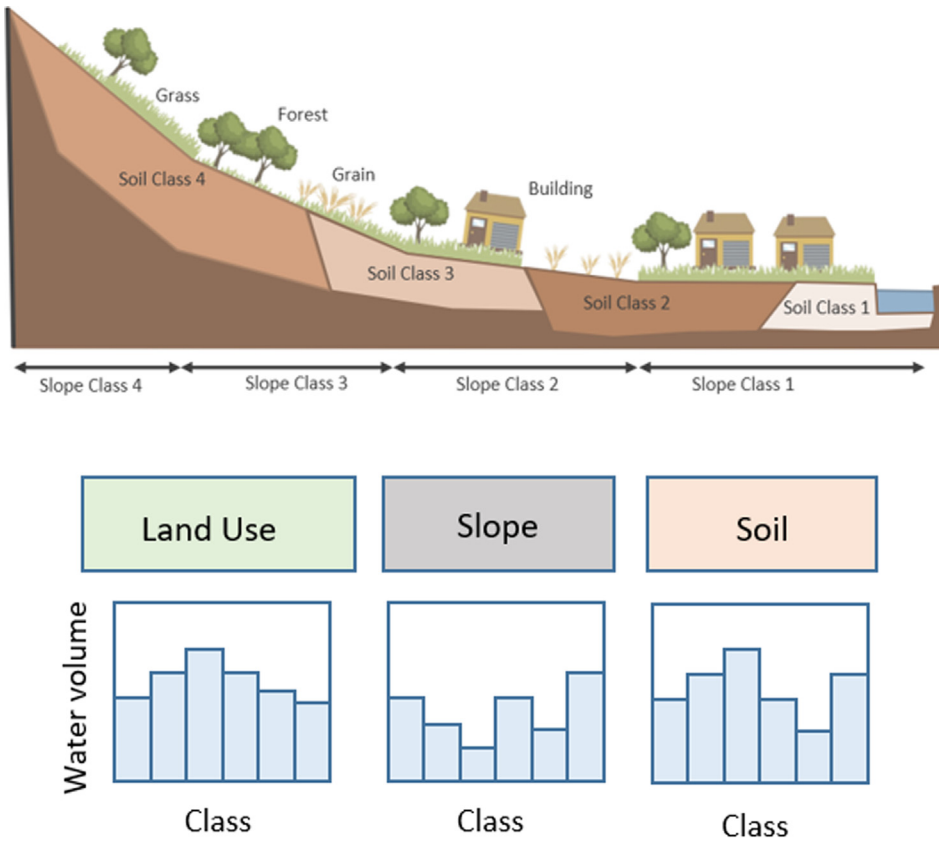 Grass
Forest
Soil Class 4
Grain
Building
Soil Class 3
Soil Class 2
Soil Class 1
Slope Class 4
Slope Class 3
Slope Class 2
Slope Class 1
Land Use
Slope
Soil
Water volume
Class
Class
Class